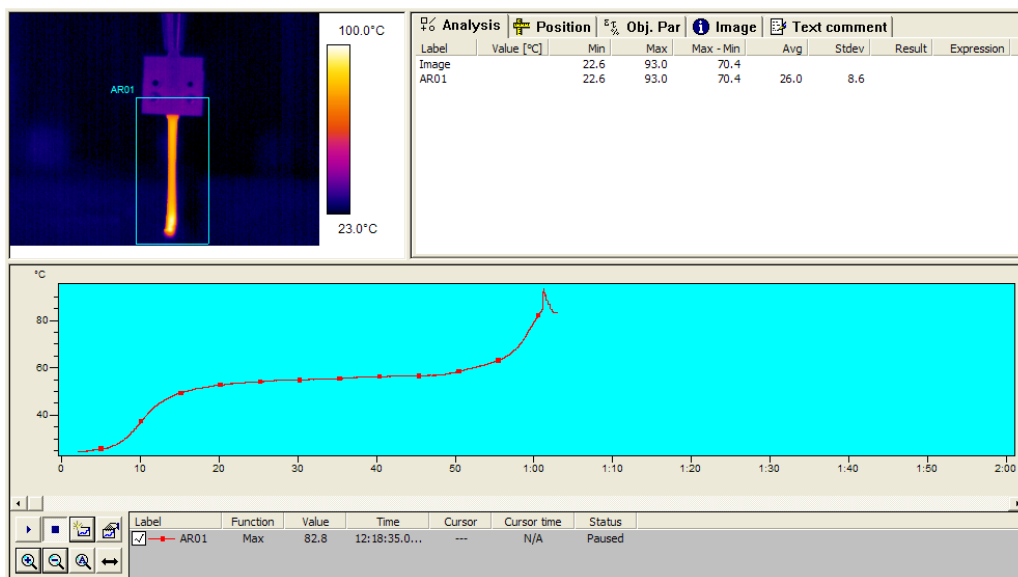 100.0°C
AR01
23.0°C
Analysis Position Obj. Par Image Text comment
Label Value [°C] Min Max Max - Min Avg Stdev Result Expression
Image 22.6 93.0 70.4
AR01 22.6 93.0 70.4 26.0 8.6
°C
80
60
40
0 10 20 30 40 50 1:00 1:10 1:20 1:30 1:40 1:50 2:00
Label Function Value Time Cursor Cursor time Status
AR01 Max 82.8 12:18:35.0... --- N/A Paused